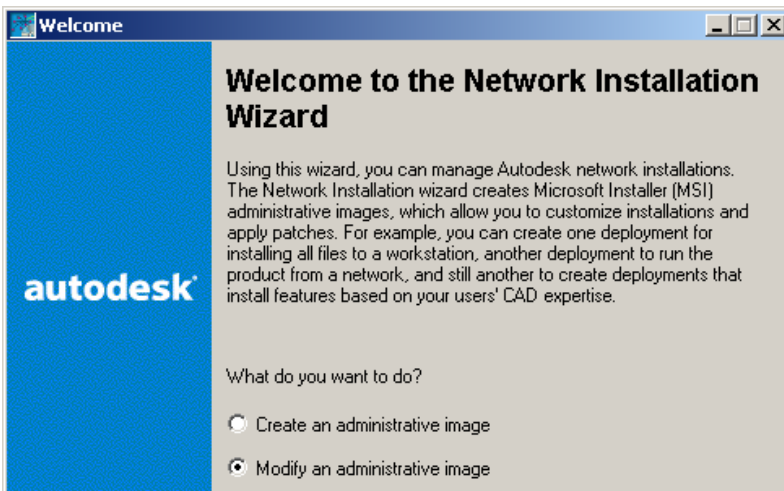 Welcome
Welcome to the Network Installation
Wizard
Using this wizard, you can manage Autodesk network installations.
The Network Installation wizard creates Microsoft Installer (MSI)
administrative images, which allow you to customize installations and
apply patches. For example, you can create one deployment for
installing all files to a workstation, another deployment to run the
product from a network, and still another to create deployments that
install features based on your users' CAD expertise.
autodesk
What do you want to do?
Create an administrative image
Modify an administrative image